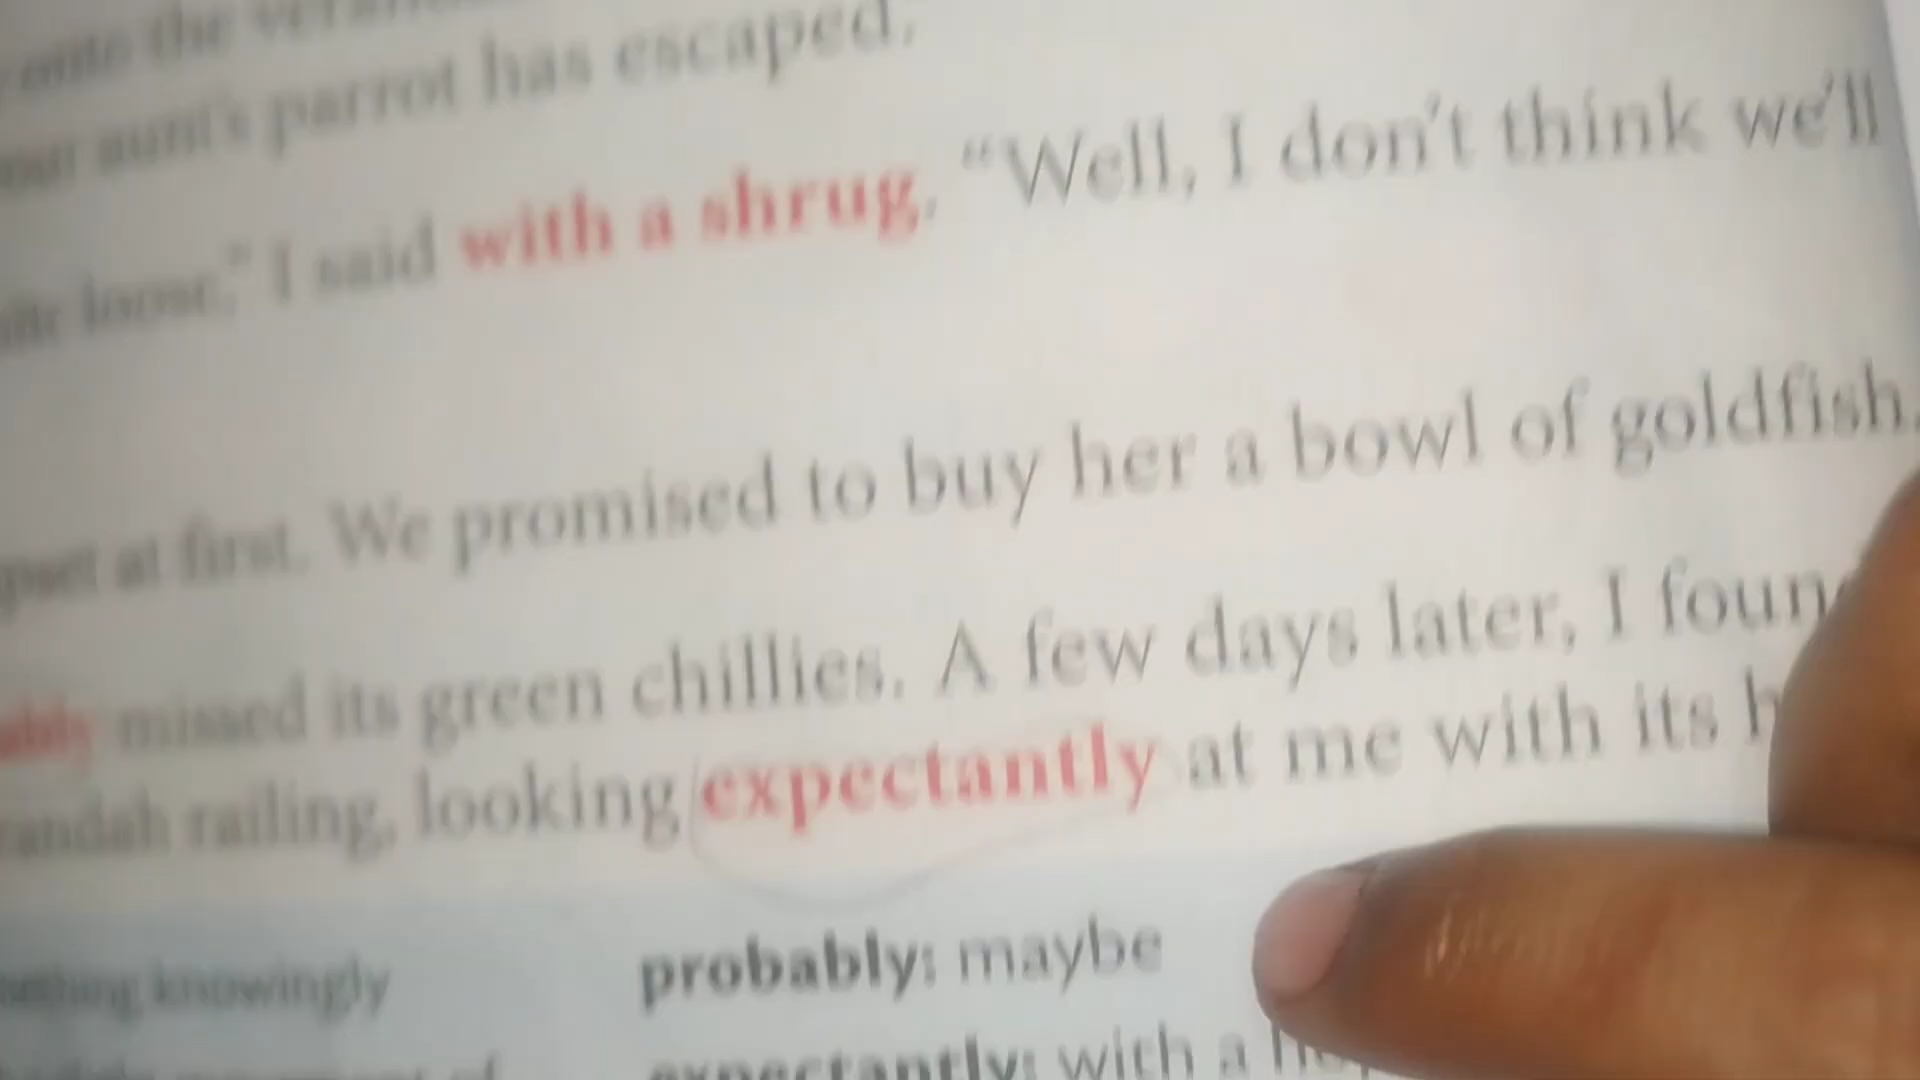 onto the
aunt's parrot has escaped.
loose," I said with a shrug. "Well, I don't think we'll
at first. We promised to buy her a bowl of goldfish.
missed its green chillies. A few days later, I foun
railing, looking expectantly at me with its h
knowingly
probably: maybe
expectantly: with a